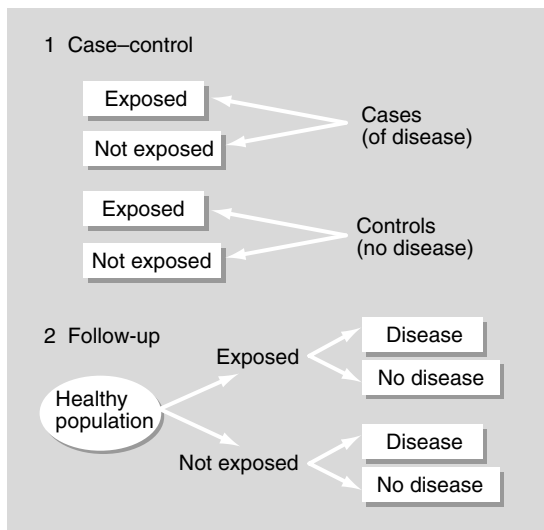 1 Case–control
Exposed
Not exposed
Cases
(of disease)
Exposed
Not exposed
Controls
(no disease)
2 Follow-up
Healthy
population
Exposed
Disease
No disease
Not exposed
Disease
No disease